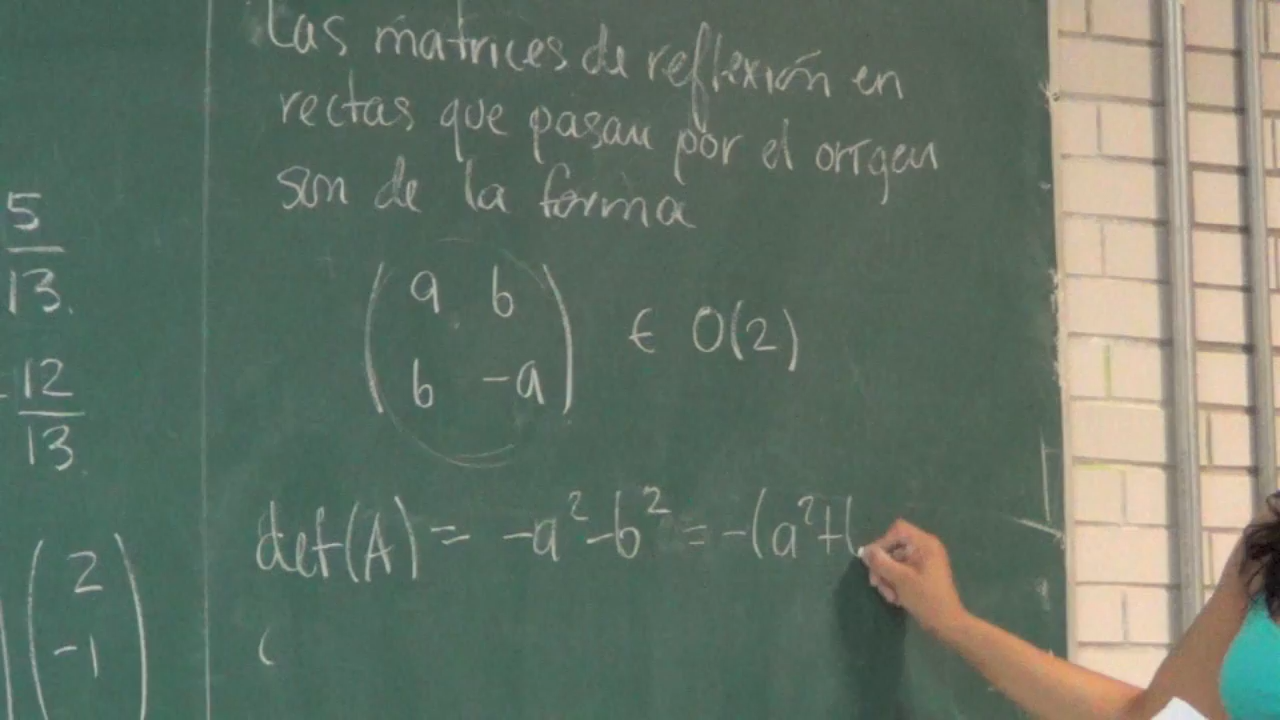 5
13.
12
13
2
-1
Las matrices de reflexión en
rectas que pasan por el origen
son de la forma
a b
b -a
∈ O(2)
det(A) = -a² - b² = -(a² +
(